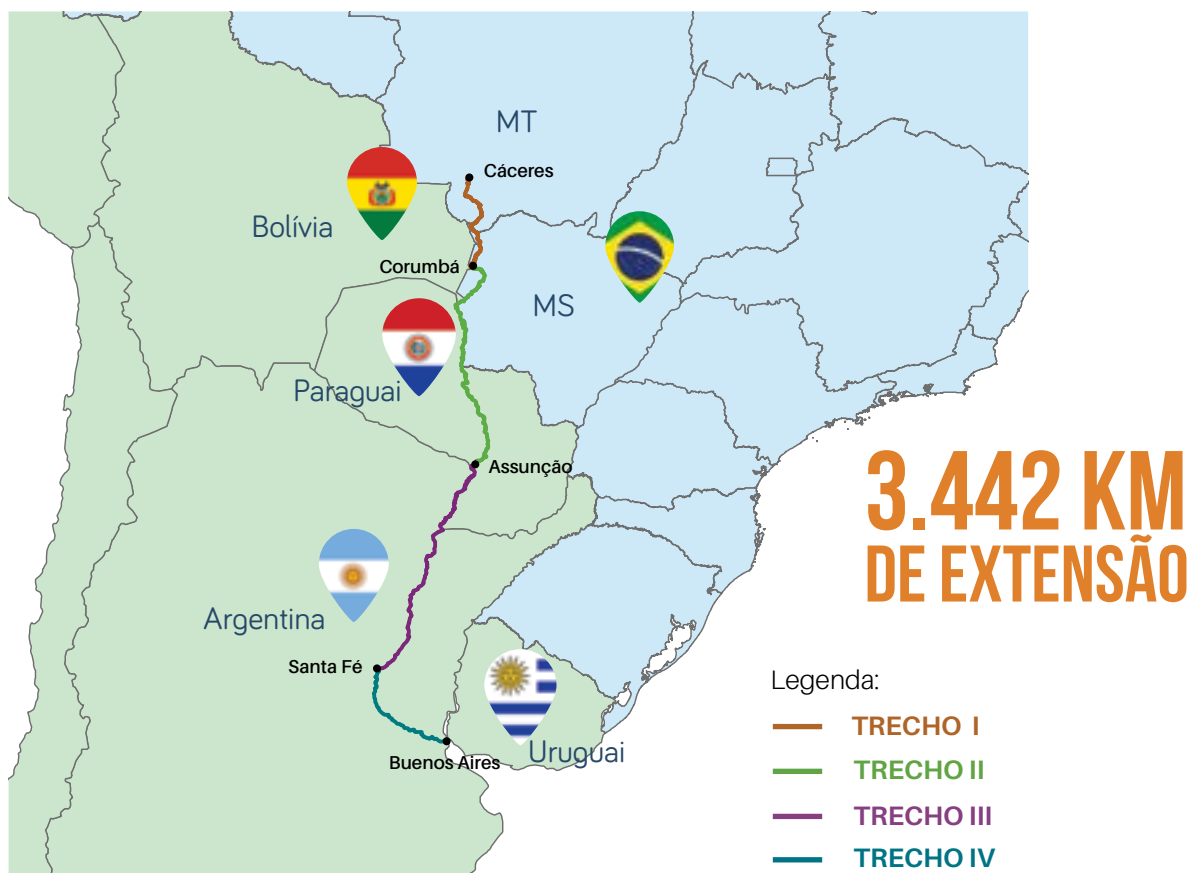 MT
Cáceres
Bolívia
Corumbá
MS
Paraguai
Assunção
3.442 KM
DE EXTENSÃO
Argentina
Santa Fé
Buenos Aires
Uruguai
Legenda:
TRECHO I
TRECHO II
TRECHO III
TRECHO IV